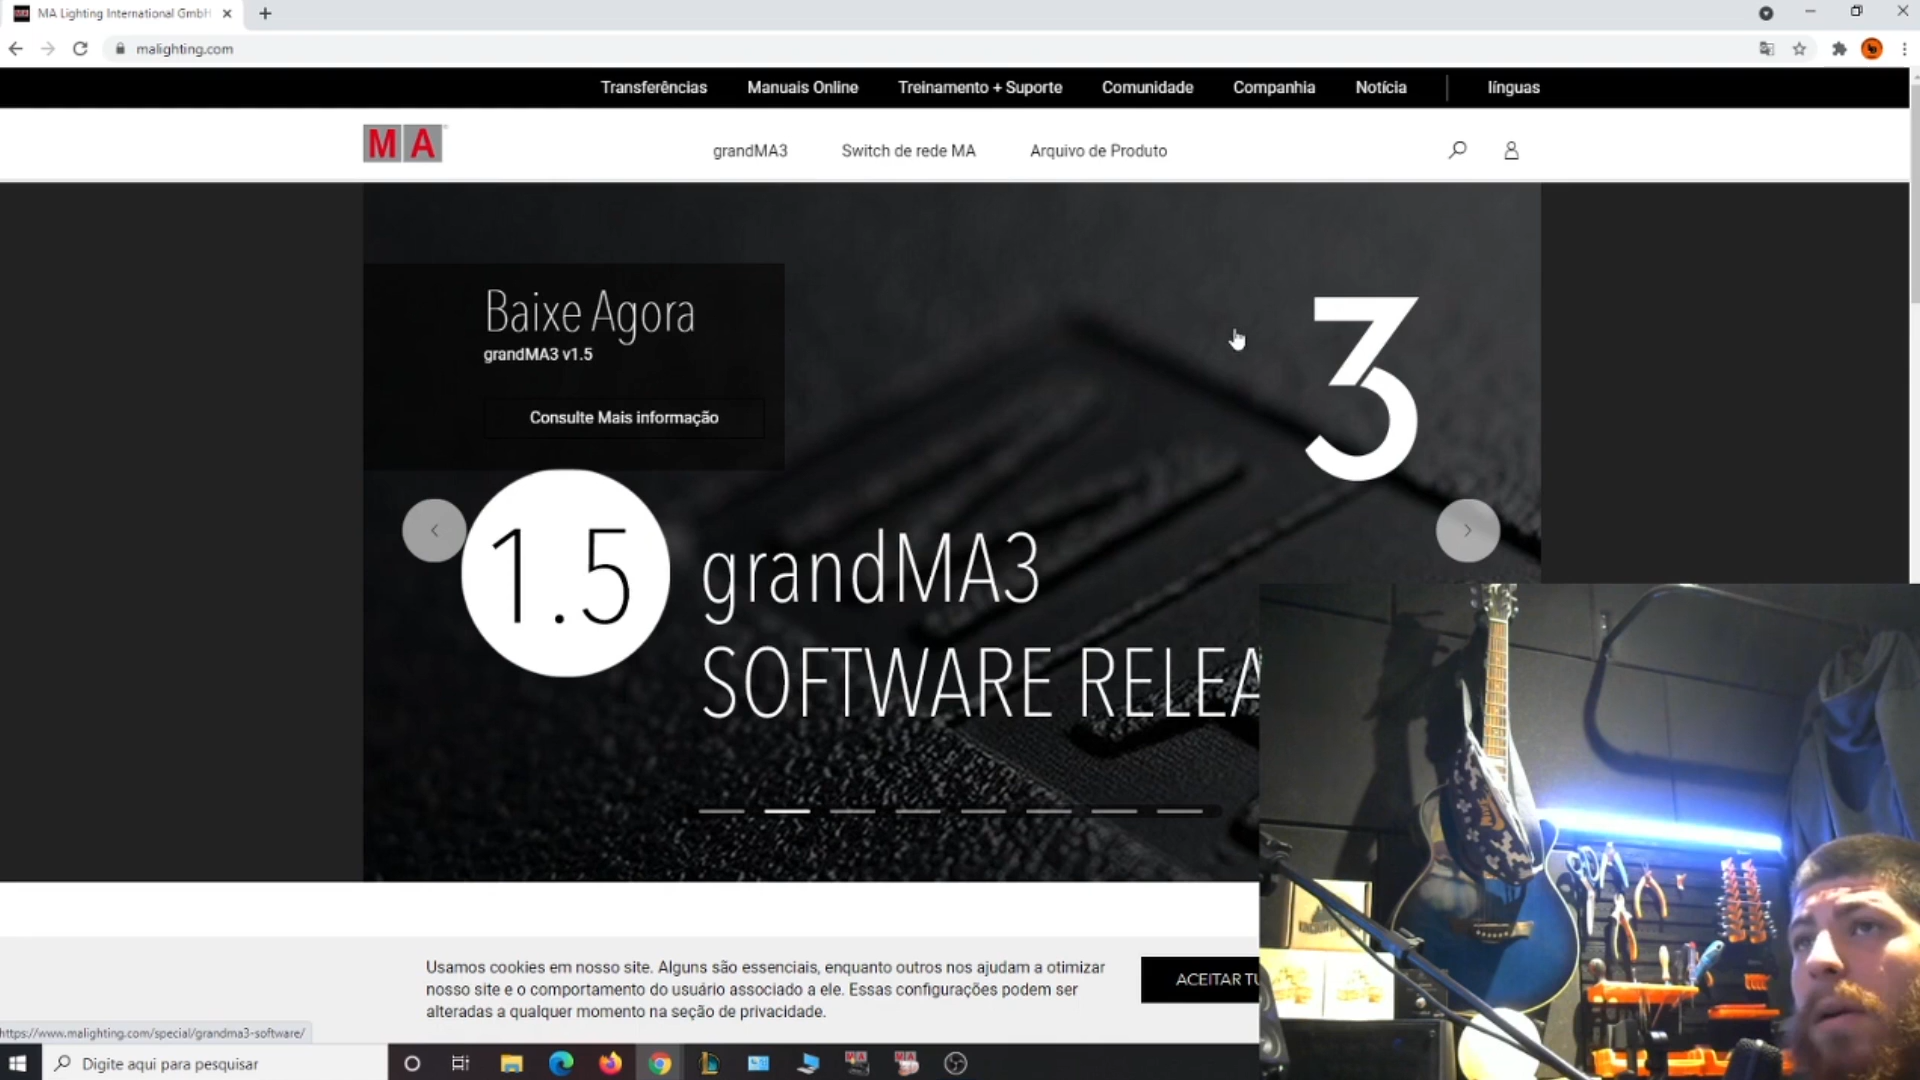 MA Lighting International GmbH
malighting.com
Transferências
Manuais Online
Treinamento + Suporte
Comunidade
Companhia
Notícia
línguas
MA
grandMA3
Switch de rede MA
Arquivo de Produto
Baixe Agora
grandMA3 v1.5
Consulte Mais informação
3
1.5
grandMA3
SOFTWARE RELEA
Usamos cookies em nosso site. Alguns são essenciais, enquanto outros nos ajudam a otimizar
nosso site e o comportamento do usuário associado a ele. Essas configurações podem ser
alteradas a qualquer momento na seção de privacidade.
ACEITAR TU
https://www.malighting.com/special/grandma3-software/
Digite aqui para pesquisar